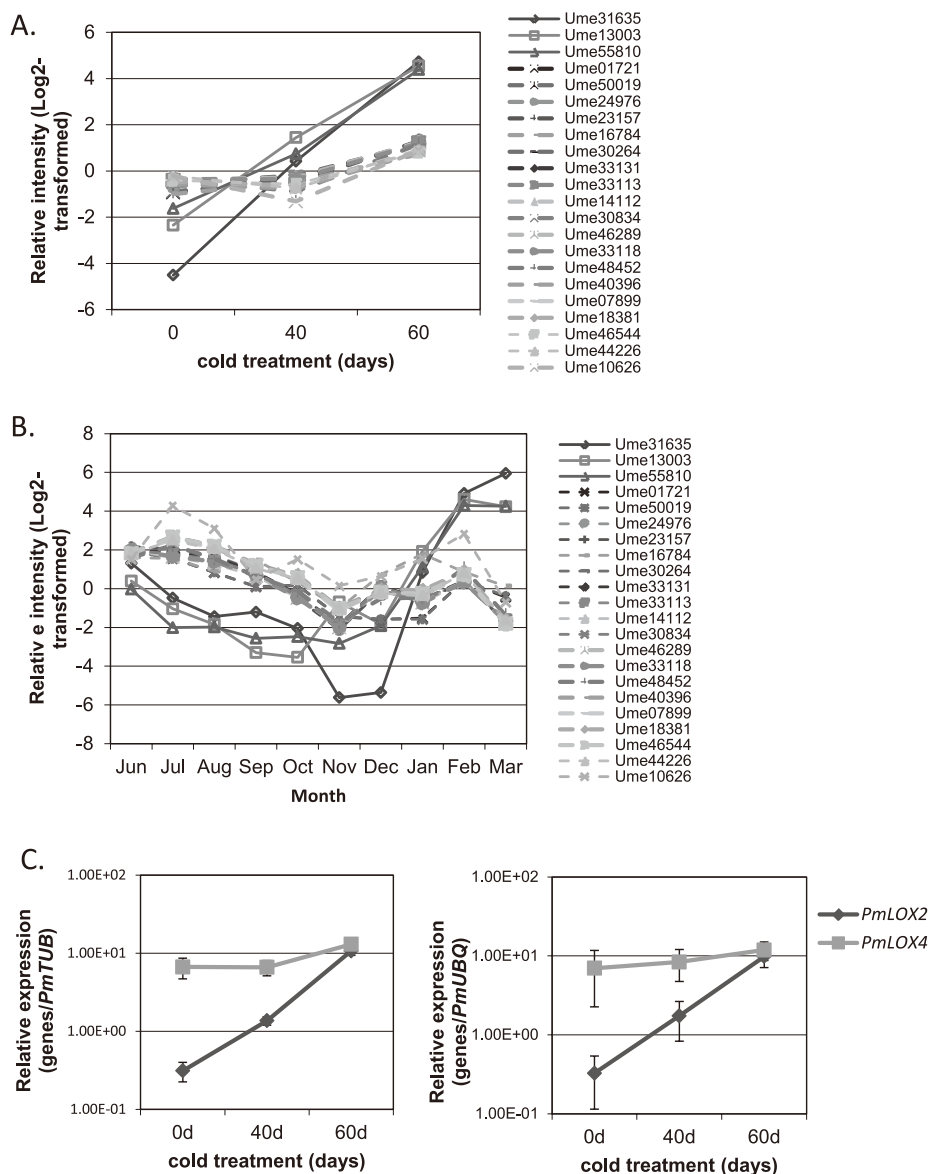 A.
Relative intensity (Log2-
transformed)
6
4
2
0
-2
-4
-6
0 40 60
cold treatment (days)
Ume31635
Ume13003
Ume55810
Ume01721
Ume50019
Ume24976
Ume23157
Ume16784
Ume30264
Ume33131
Ume33113
Ume14112
Ume30834
Ume46289
Ume33118
Ume48452
Ume40396
Ume07899
Ume18381
Ume46544
Ume44226
Ume10626
B.
Relative e intensity (Log2-
transformed)
8
6
4
2
0
-2
-4
-6
-8
Jun Jul Aug Sep Oct Nov Dec Jan Feb Mar
Month
Ume31635
Ume13003
Ume55810
Ume01721
Ume50019
Ume24976
Ume23157
Ume16784
Ume30264
Ume33131
Ume33113
Ume14112
Ume30834
Ume46289
Ume33118
Ume48452
Ume40396
Ume07899
Ume18381
Ume46544
Ume44226
Ume10626
C.
Relative expression
(genes/PmTUB)
1.00E+02
1.00E+01
1.00E+00
1.00E-01
0d 40d 60d
cold treatment (days)
Relative expression
(genes/PmUBQ)
1.00E+02
1.00E+01
1.00E+00
1.00E-01
0d 40d 60d
cold treatment (days)
PmLOX2
PmLOX4